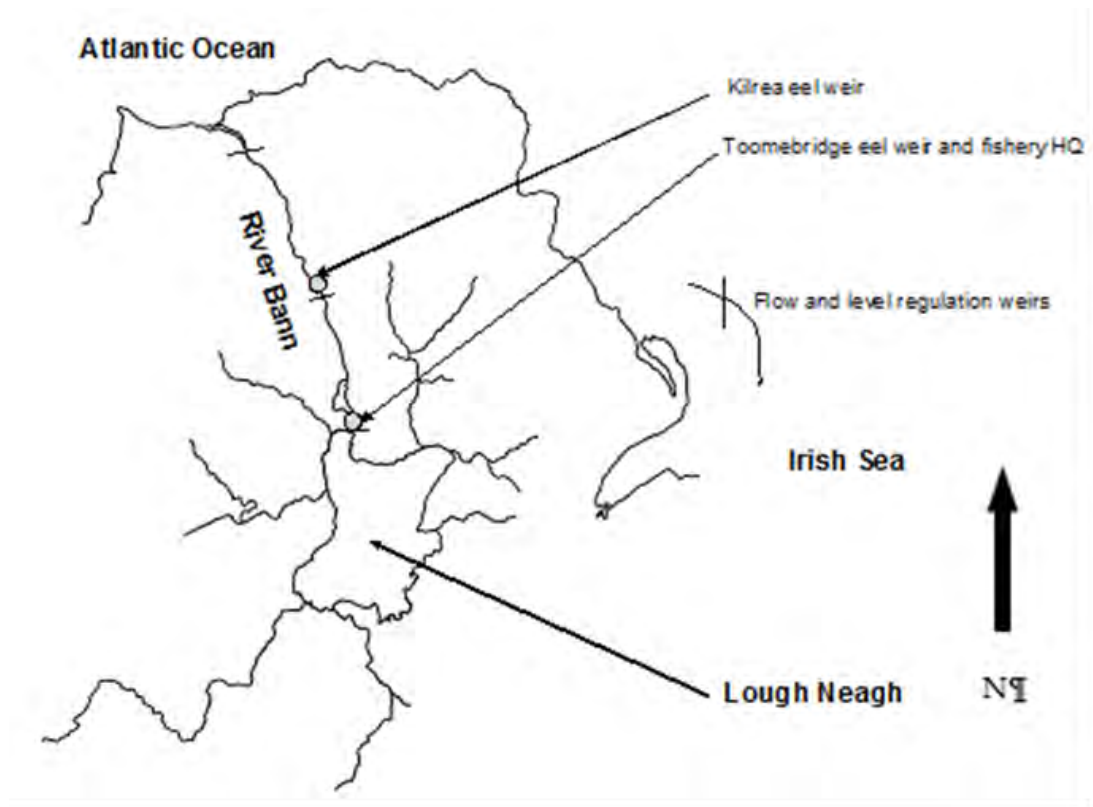 Atlantic Ocean
Kilrea eel weir
Toomebridge eel weir and fishery HQ
River Bann
Flow and level regulation weirs
Irish Sea
Lough Neagh
N¶